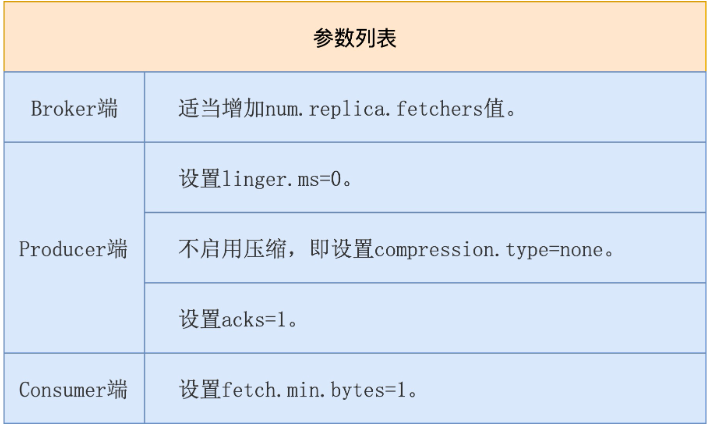 参数列表
Broker端
适当增加num.replica.fetchers值。
Producer端
设置linger.ms=0。
不启用压缩，即设置compression.type=none。
设置acks=1。
Consumer端
设置fetch.min.bytes=1。